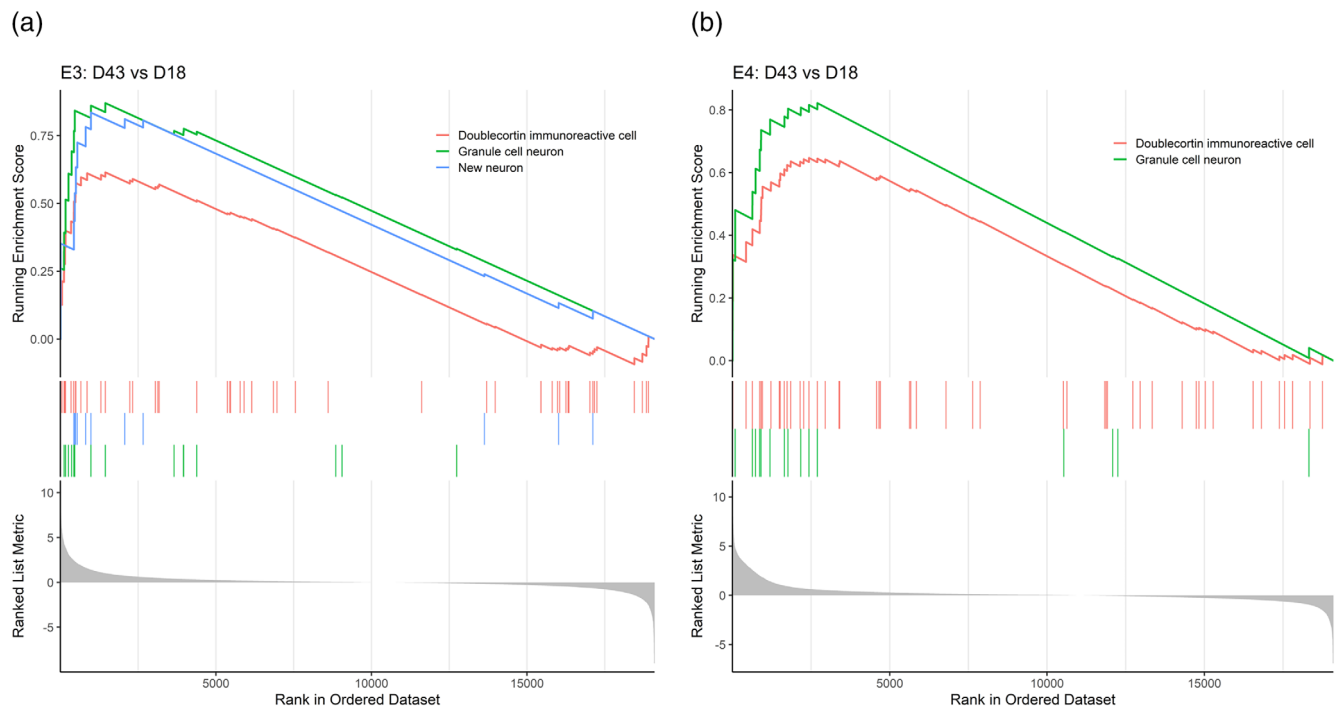 (a)
E3: D43 vs D18
Running Enrichment Score
0.75
0.50
0.25
0.00
Doublecortin immunoreactive cell
Granule cell neuron
New neuron
Ranked List Metric
10
5
0
-5
5000
10000
15000
Rank in Ordered Dataset
(b)
E4: D43 vs D18
Running Enrichment Score
0.8
0.6
0.4
0.2
0.0
Doublecortin immunoreactive cell
Granule cell neuron
Ranked List Metric
10
5
0
-5
5000
10000
15000
Rank in Ordered Dataset